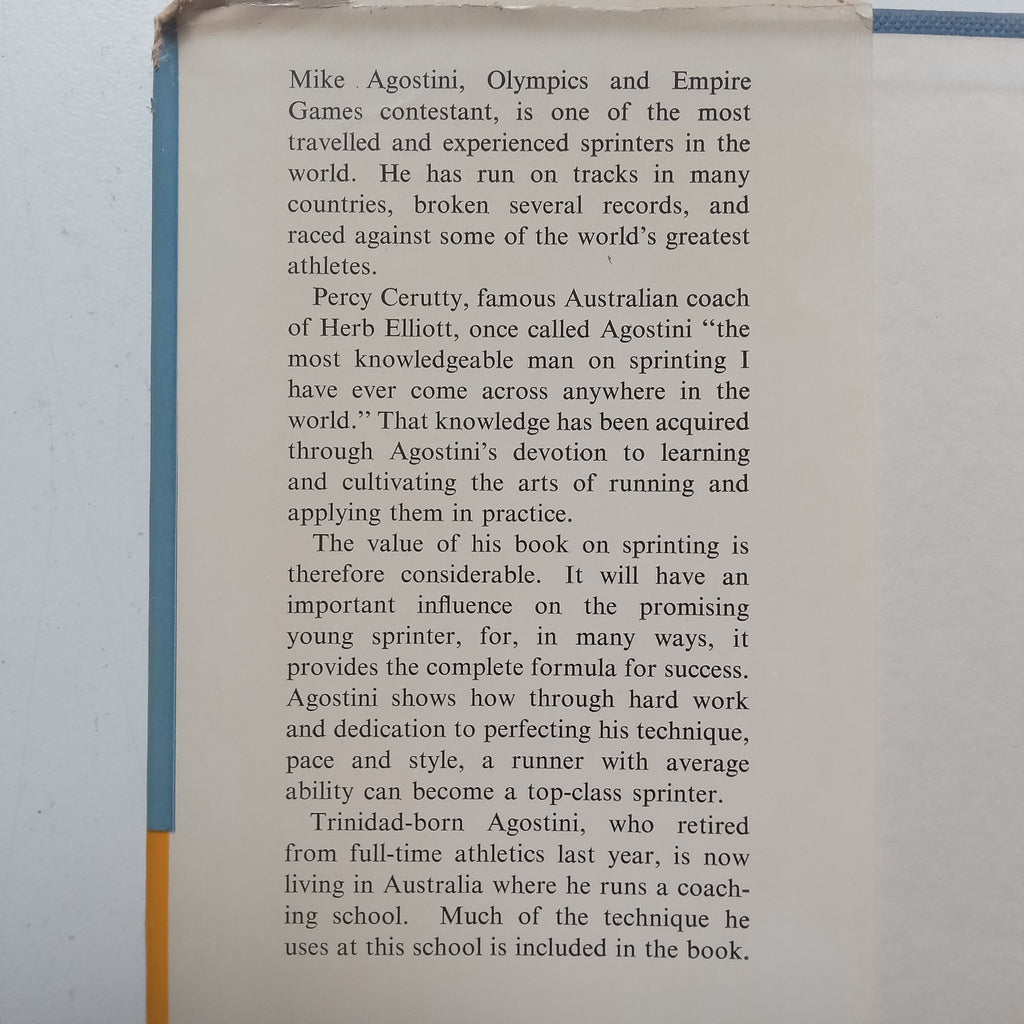 Mike Agostini, Olympics and Empire
Games contestant, is one of the most
travelled and experienced sprinters in the
world. He has run on tracks in many
countries, broken several records, and
raced against some of the world's greatest
athletes.
Percy Cerutty, famous Australian coach
of Herb Elliott, once called Agostini “the
most knowledgeable man on sprinting I
have ever come across anywhere in the
world.” That knowledge has been acquired
through Agostini's devotion to learning
and cultivating the arts of running and
applying them in practice.
The value of his book on sprinting is
therefore considerable. It will have an
important influence on the promising
young sprinter, for, in many ways, it
provides the complete formula for success.
Agostini shows how through hard work
and dedication to perfecting his technique,
pace and style, a runner with average
ability can become a top-class sprinter.
Trinidad-born Agostini, who retired
from full-time athletics last year, is now
living in Australia where he runs a coach-
ing school. Much of the technique he
uses at this school is included in the book.